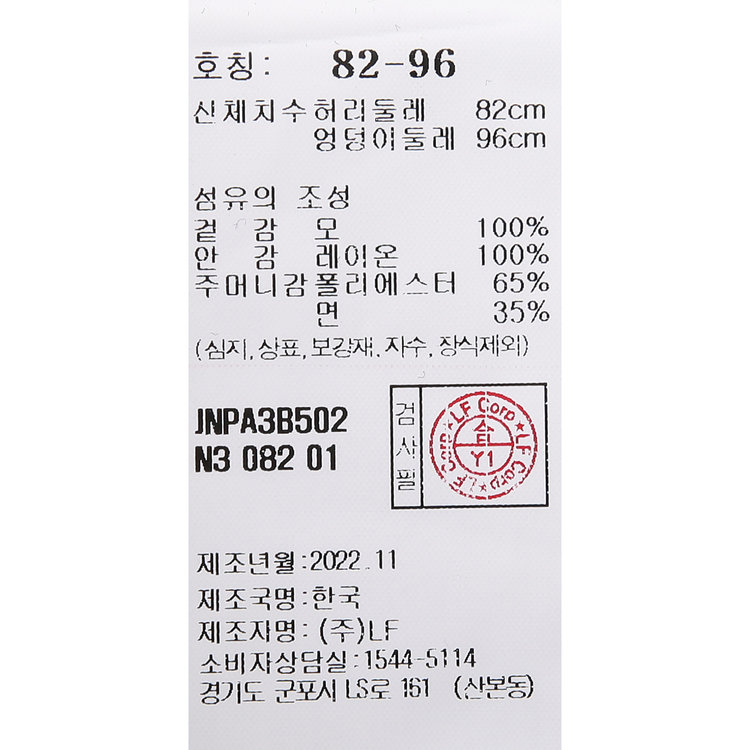 호칭: 82-96
신체치수허리둘레 82cm
엉덩이둘레 96cm
섬유의 조성
겉 감 모 100%
안 감 레이온 100%
주머니감폴리에스터 65%
면 35%
(심지, 상표, 보강재, 자수, 장식제외)
JNPA3B502
N3 082 01
검사필
LF Corp ★ LF Corp ★ LF Corp ★
Y1
제조년월:2022.11
제조국명:한국
제조자명: (주)LF
소비자상담실:1544-5114
경기도 군포시 LS로 161 (산본동)